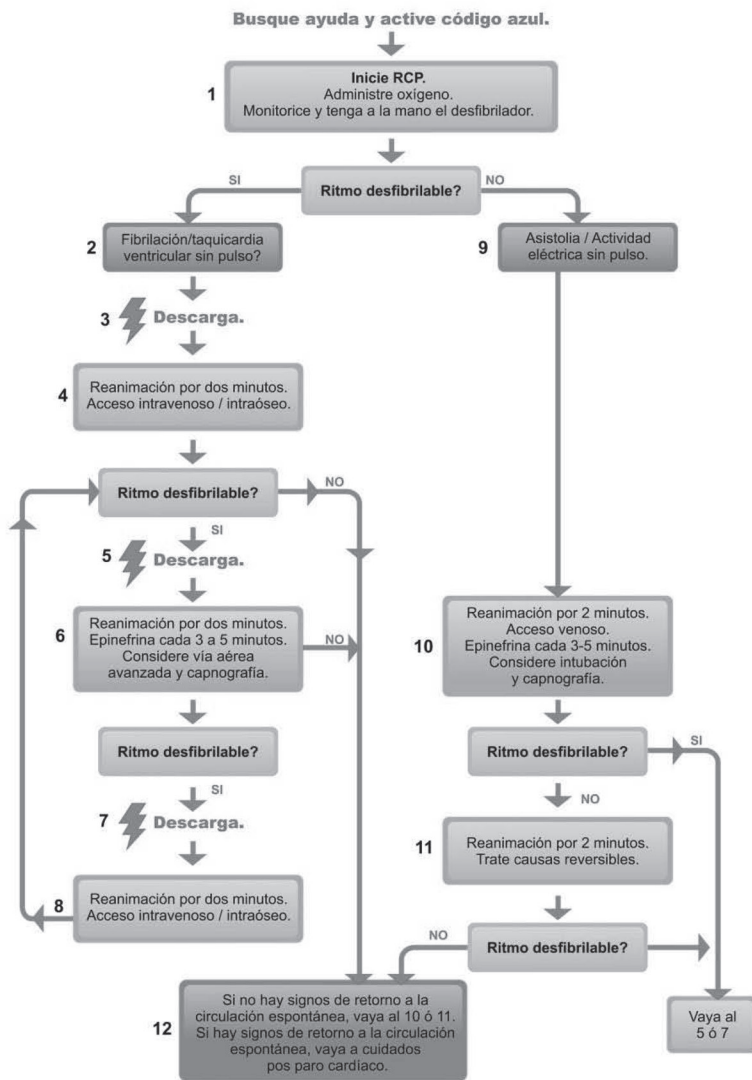 Busque ayuda y active código azul.
1
Inicie RCP.
Administre oxígeno.
Monitorice y tenga a la mano el desfibrilador.
SI
Ritmo desfibrilable?
NO
2
Fibrilación/taquicardia
ventricular sin pulso?
3
Descarga.
4
Reanimación por dos minutos.
Acceso intravenoso / intraóseo.
Ritmo desfibrilable?
NO
SI
5
Descarga.
6
Reanimación por dos minutos.
Epinefrina cada 3 a 5 minutos.
Considere vía aérea
avanzada y capnografía.
NO
Ritmo desfibrilable?
SI
7
Descarga.
8
Reanimación por dos minutos.
Acceso intravenoso / intraóseo.
9
Asistolia / Actividad
eléctrica sin pulso.
10
Reanimación por 2 minutos.
Acceso venoso.
Epinefrina cada 3-5 minutos.
Considere intubación
y capnografía.
Ritmo desfibrilable?
SI
NO
11
Reanimación por 2 minutos.
Trate causas reversibles.
NO
Ritmo desfibrilable?
12
Si no hay signos de retorno a la
circulación espontánea, vaya al 10 ó 11.
Si hay signos de retorno a la circulación
espontánea, vaya a cuidados
pos paro cardíaco.
Vaya al
5 ó 7